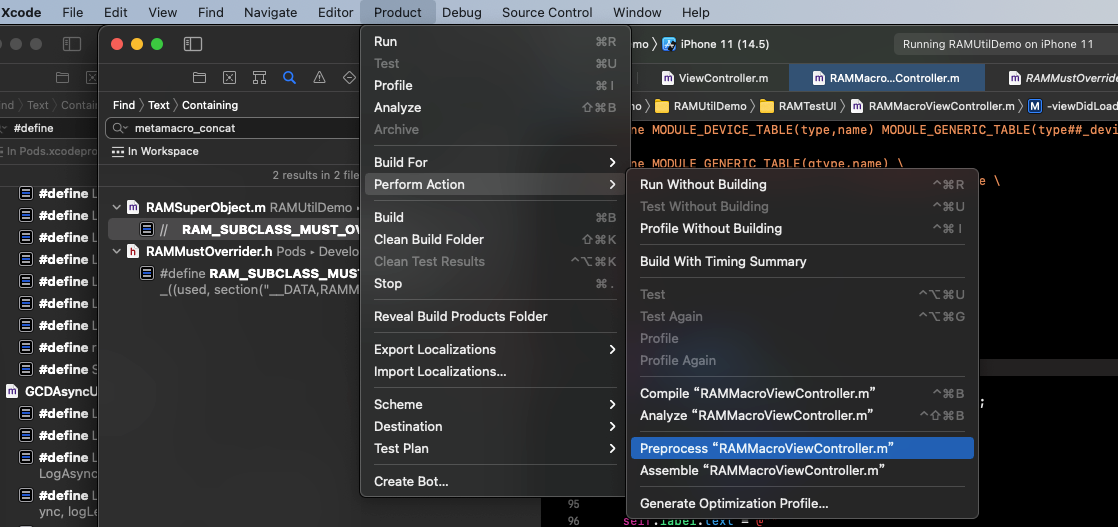 Xcode File Edit View Find Navigate Editor Product Debug Source Control Window Help
mo iPhone 11 (14.5) Running RAMUtilDemo on iPhone 11
ViewController.m RAMMacro...Controller.m RAMMustOverrid
nd Text Contain
Find Text Containing
no RAMUtilDemo RAMTestUI RAMMacroViewController.m M -viewDidLoad
#define
metamacro_concat
In Pods.xcodepro
In Workspace
2 results in 2 file
#define L
#define L
#define L
#define L
#define L
#define L
#define L
#define r
#define S
GCDAsyncU
#define L
#define L
#define L
LogAsync
#define L
ync, logLe
RAMSuperObject.m RAMUtilDemo •
// RAM_SUBCLASS_MUST_OV
RAMMustOverrider.h Pods ▸ Develo
#define RAM_SUBCLASS_MUST
_((used, section("__DATA,RAMM
Run ⌘R
Test ⌘U
Profile ⌘I
Analyze ⇧⌘B
Archive
Build For
Perform Action
Build ⌘B
Clean Build Folder ⇧⌘K
Clean Test Results ^⌥⌘K
Stop ⌘.
Reveal Build Products Folder
Export Localizations
Import Localizations...
Scheme
Destination
Test Plan
Create Bot...
Run Without Building ^⌘R
Test Without Building ^⌘U
Profile Without Building ^⌘I
Build With Timing Summary
Test ^⌥⌘U
Test Again ^⌥⌘G
Profile
Profile Again
Compile “RAMMacroViewController.m” ^⌘B
Analyze “RAMMacroViewController.m” ^⇧⌘B
Preprocess “RAMMacroViewController.m”
Assemble “RAMMacroViewController.m”
Generate Optimization Profile...
ne MODULE_DEVICE_TABLE(type,name) MODULE_GENERIC_TABLE(type##_devi
ne MODULE_GENERIC_TABLE(gtype,name) \
e \
;
95
96 self.label.text = @